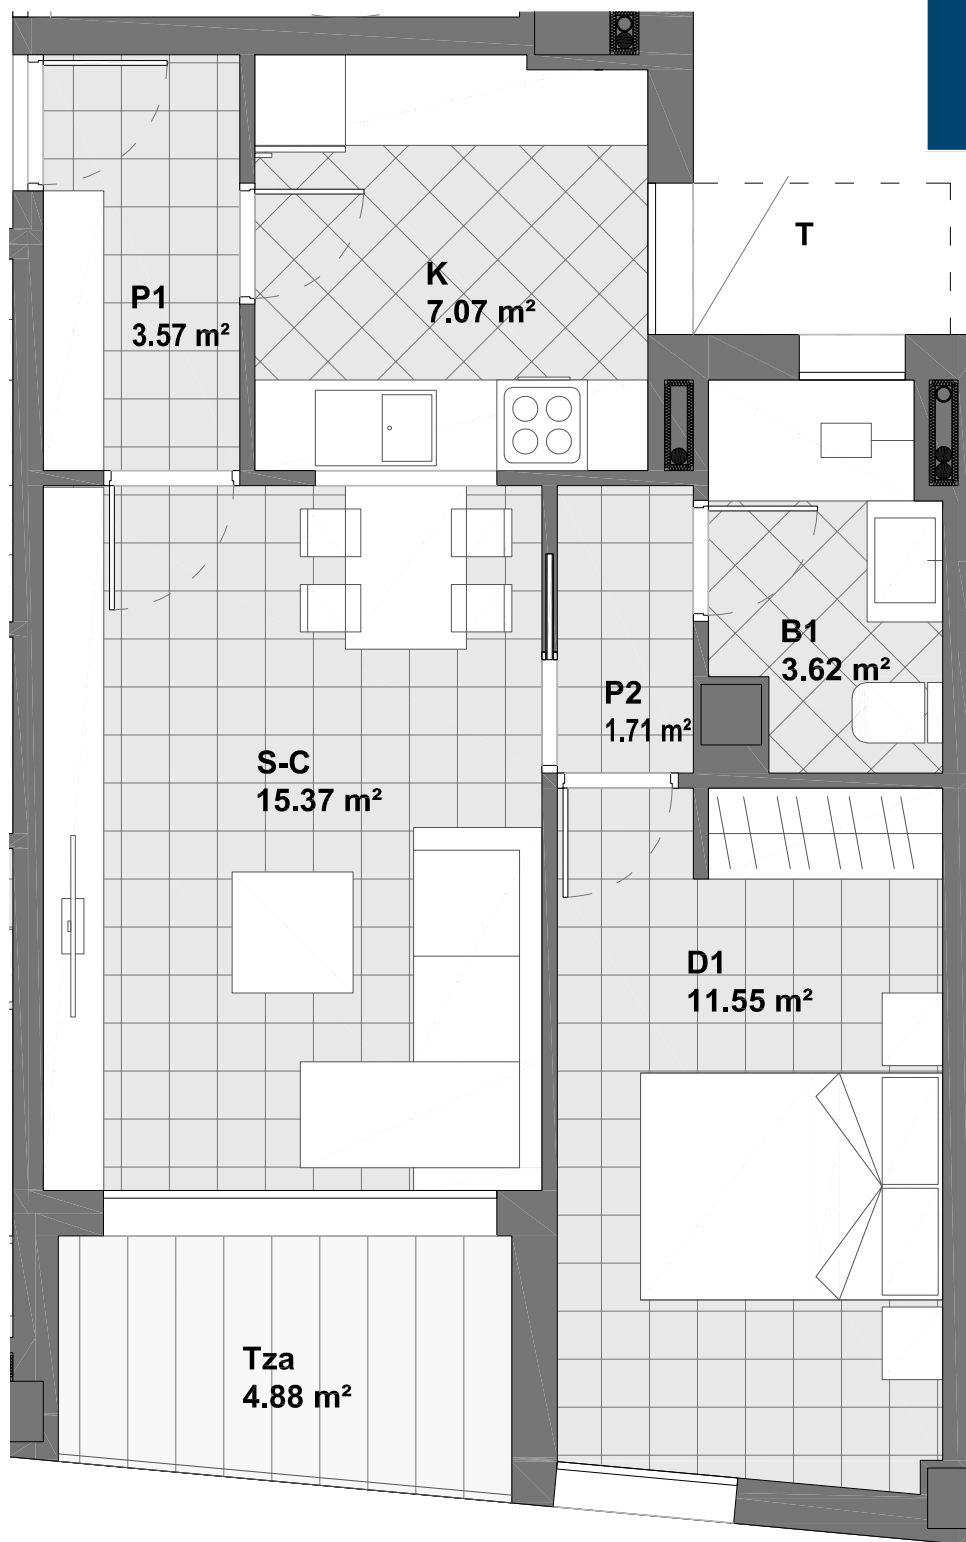 T
K
7.07 m²
P1
3.57 m²
B1
3.62 m²
P2
1.71 m²
S-C
15.37 m²
D1
11.55 m²
Tza
4.88 m²